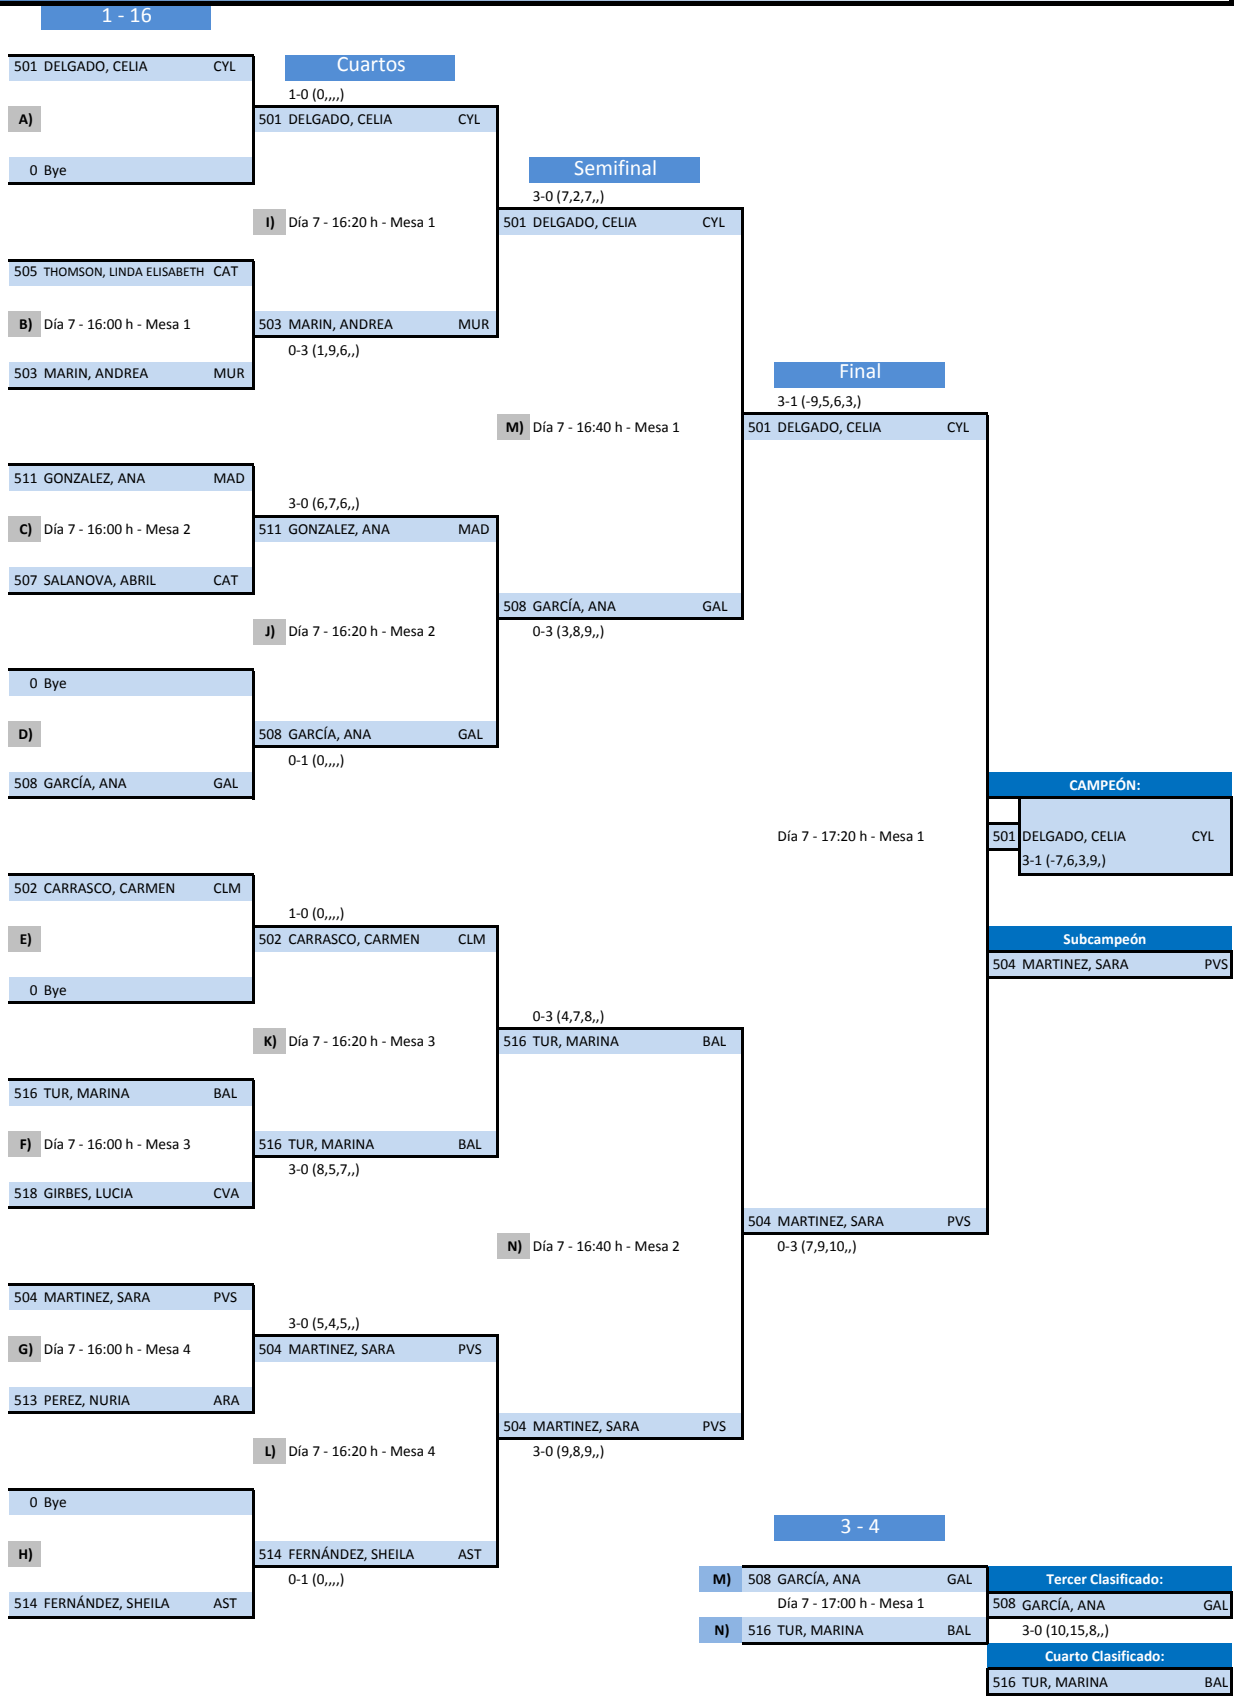 1 - 16
501 DELGADO, CELIA CYL
Cuartos
1-0 (0,,,,)
A)
501 DELGADO, CELIA CYL
0 Bye
Semifinal
3-0 (7,2,7,,)
I) Día 7 - 16:20 h - Mesa 1
501 DELGADO, CELIA CYL
505 THOMSON, LINDA ELISABETH CAT
B) Día 7 - 16:00 h - Mesa 1
503 MARIN, ANDREA MUR
0-3 (1,9,6,,)
503 MARIN, ANDREA MUR
Final
3-1 (-9,5,6,3,)
M) Día 7 - 16:40 h - Mesa 1
501 DELGADO, CELIA CYL
511 GONZALEZ, ANA MAD
3-0 (6,7,6,,)
C) Día 7 - 16:00 h - Mesa 2
511 GONZALEZ, ANA MAD
507 SALANOVA, ABRIL CAT
508 GARCÍA, ANA GAL
J) Día 7 - 16:20 h - Mesa 2
0-3 (3,8,9,,)
0 Bye
D)
508 GARCÍA, ANA GAL
0-1 (0,,,,)
508 GARCÍA, ANA GAL
CAMPEÓN:
Día 7 - 17:20 h - Mesa 1
501 DELGADO, CELIA CYL
3-1 (-7,6,3,9,)
502 CARRASCO, CARMEN CLM
1-0 (0,,,,)
E)
502 CARRASCO, CARMEN CLM
Subcampeón
504 MARTINEZ, SARA PVS
0 Bye
0-3 (4,7,8,,)
K) Día 7 - 16:20 h - Mesa 3
516 TUR, MARINA BAL
516 TUR, MARINA BAL
F) Día 7 - 16:00 h - Mesa 3
516 TUR, MARINA BAL
3-0 (8,5,7,,)
518 GIRBES, LUCIA CVA
504 MARTINEZ, SARA PVS
N) Día 7 - 16:40 h - Mesa 2
0-3 (7,9,10,,)
504 MARTINEZ, SARA PVS
3-0 (5,4,5,,)
G) Día 7 - 16:00 h - Mesa 4
504 MARTINEZ, SARA PVS
513 PEREZ, NURIA ARA
504 MARTINEZ, SARA PVS
L) Día 7 - 16:20 h - Mesa 4
3-0 (9,8,9,,)
0 Bye
3 - 4
H)
514 FERNÁNDEZ, SHEILA AST
0-1 (0,,,,)
M) 508 GARCÍA, ANA GAL
Tercer Clasificado:
514 FERNÁNDEZ, SHEILA AST
Día 7 - 17:00 h - Mesa 1
508 GARCÍA, ANA GAL
N) 516 TUR, MARINA BAL
3-0 (10,15,8,,)
Cuarto Clasificado:
516 TUR, MARINA BAL